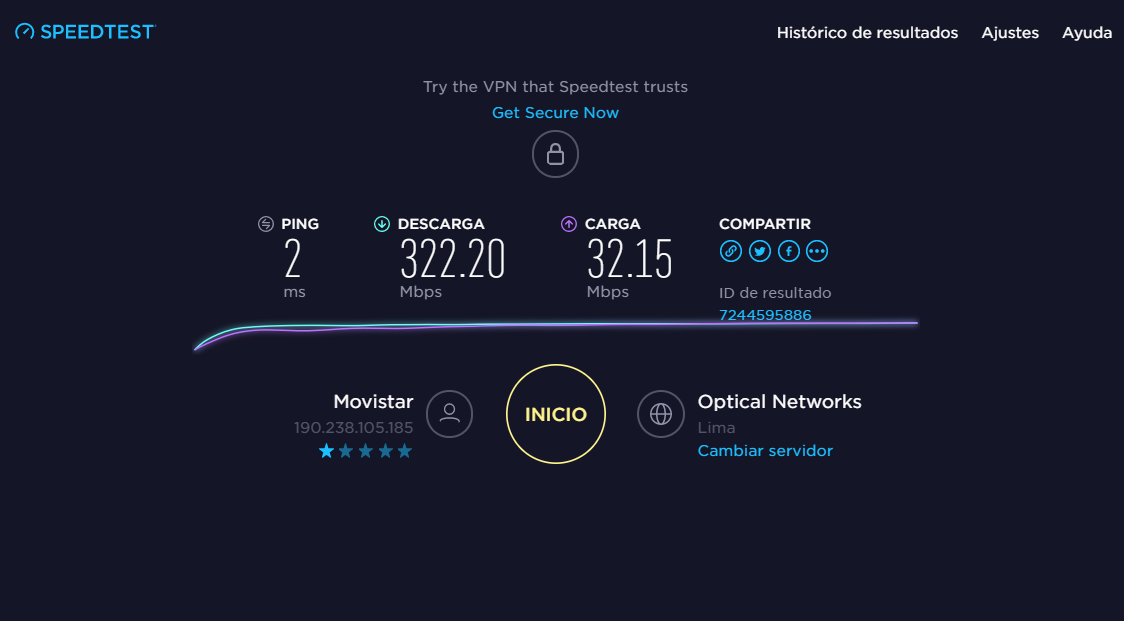 SPEEDTEST
Histórico de resultados Ajustes Ayuda
Try the VPN that Speedtest trusts
Get Secure Now
PING
2
ms
DESCARGA
322.20
Mbps
CARGA
32.15
Mbps
COMPARTIR
ID de resultado
7244595886
Movistar
190.238.105.185
INICIO
Optical Networks
Lima
Cambiar servidor